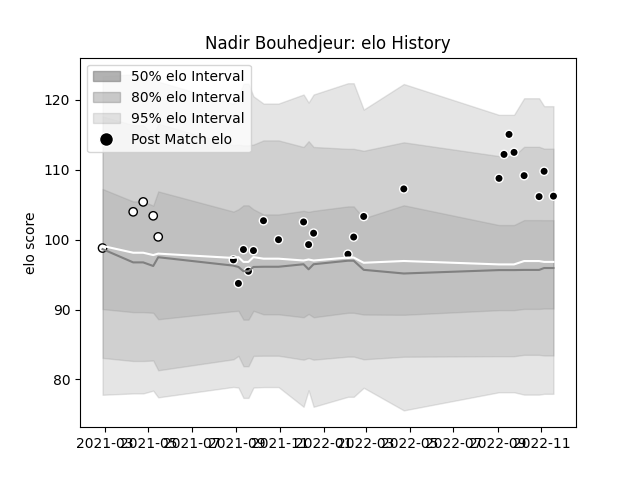 Nadir Bouhedjeur: elo History
50% elo Interval
80% elo Interval
95% elo Interval
Post Match elo
elo score
120
110
100
90
80
2021-03 2021-05 2021-07 2021-09 2021-11 2022-01 2022-03 2022-05 2022-07 2022-09 2022-11